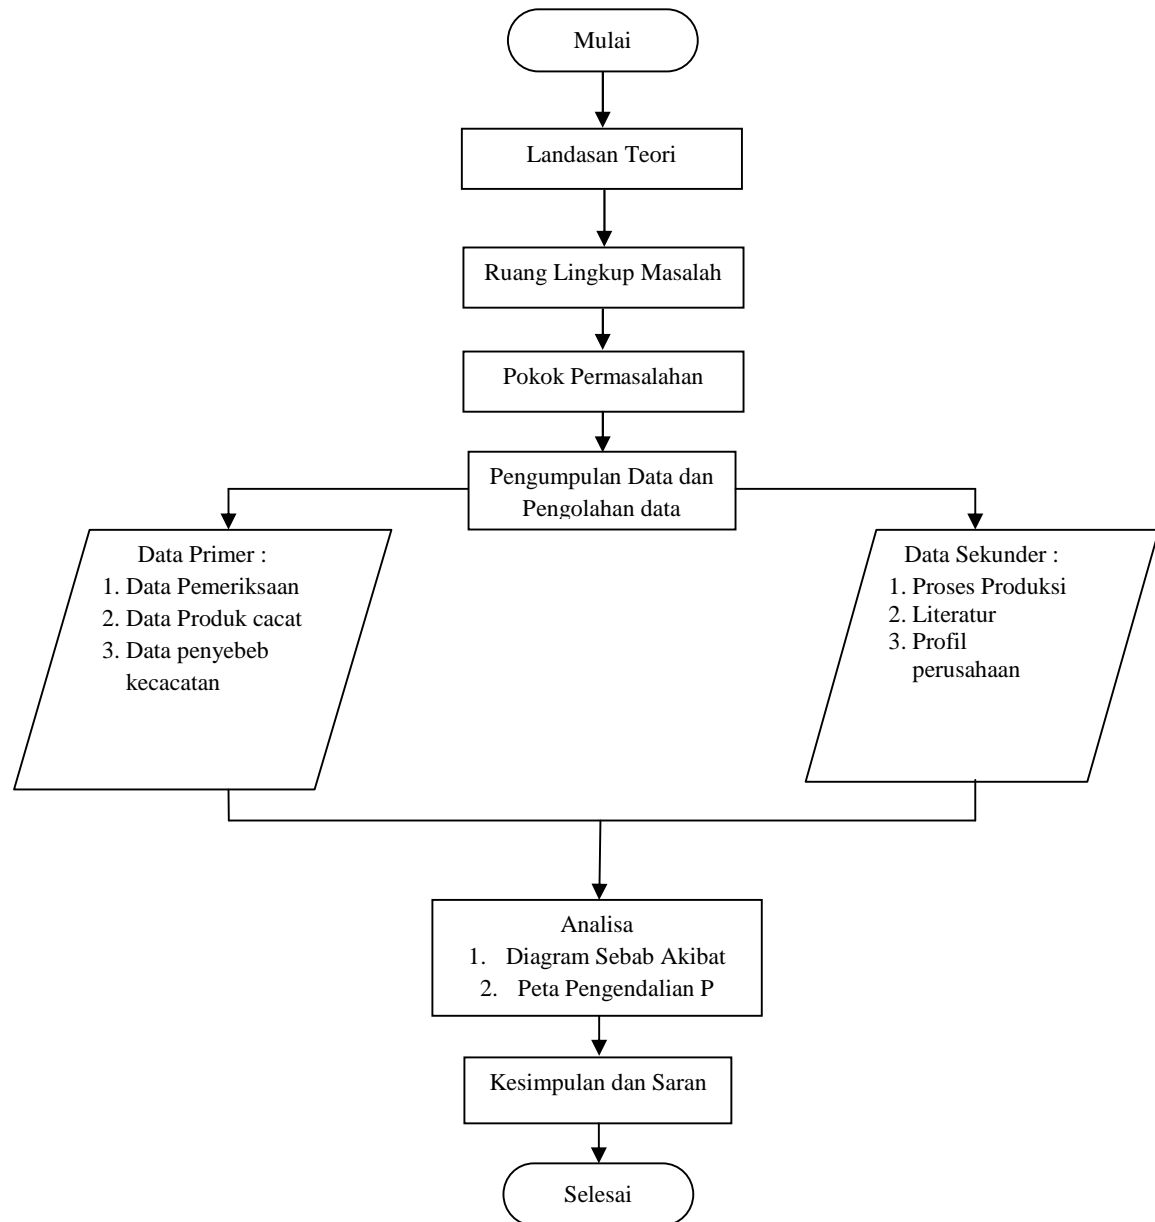 Mulai
Landasan Teori
Ruang Lingkup Masalah
Pokok Permasalahan
Pengumpulan Data dan
Pengolahan data
Data Primer :
1. Data Pemeriksaan
2. Data Produk cacat
3. Data penyebeb
kecacatan
Data Sekunder :
1. Proses Produksi
2. Literatur
3. Profil
perusahaan
Analisa
1. Diagram Sebab Akibat
2. Peta Pengendalian P
Kesimpulan dan Saran
Selesai